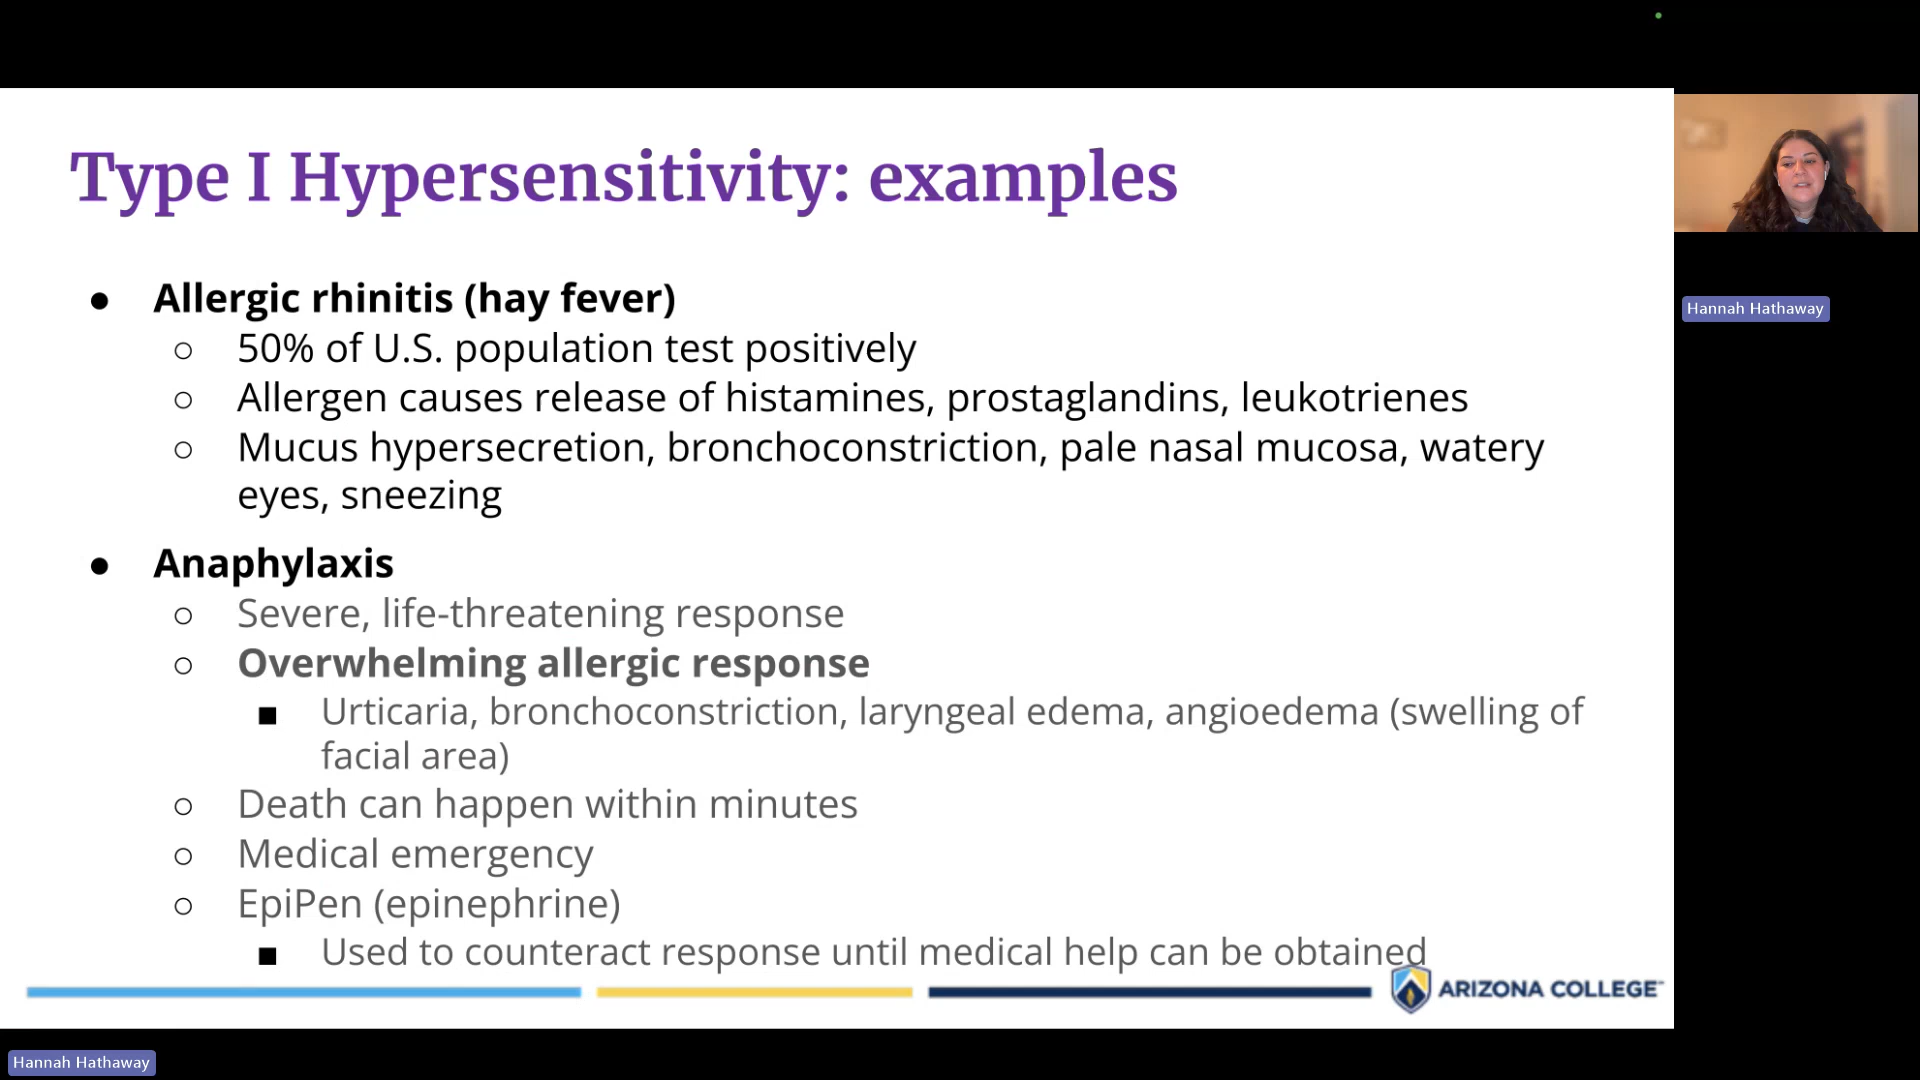 Type I Hypersensitivity: examples
● Allergic rhinitis (hay fever)
○ 50% of U.S. population test positively
○ Allergen causes release of histamines, prostaglandins, leukotrienes
○ Mucus hypersecretion, bronchoconstriction, pale nasal mucosa, watery
eyes, sneezing
● Anaphylaxis
○ Severe, life-threatening response
○ Overwhelming allergic response
■ Urticaria, bronchoconstriction, laryngeal edema, angioedema (swelling of
facial area)
○ Death can happen within minutes
○ Medical emergency
○ EpiPen (epinephrine)
■ Used to counteract response until medical help can be obtained
ARIZONA COLLEGE
Hannah Hathaway
Hannah Hathaway